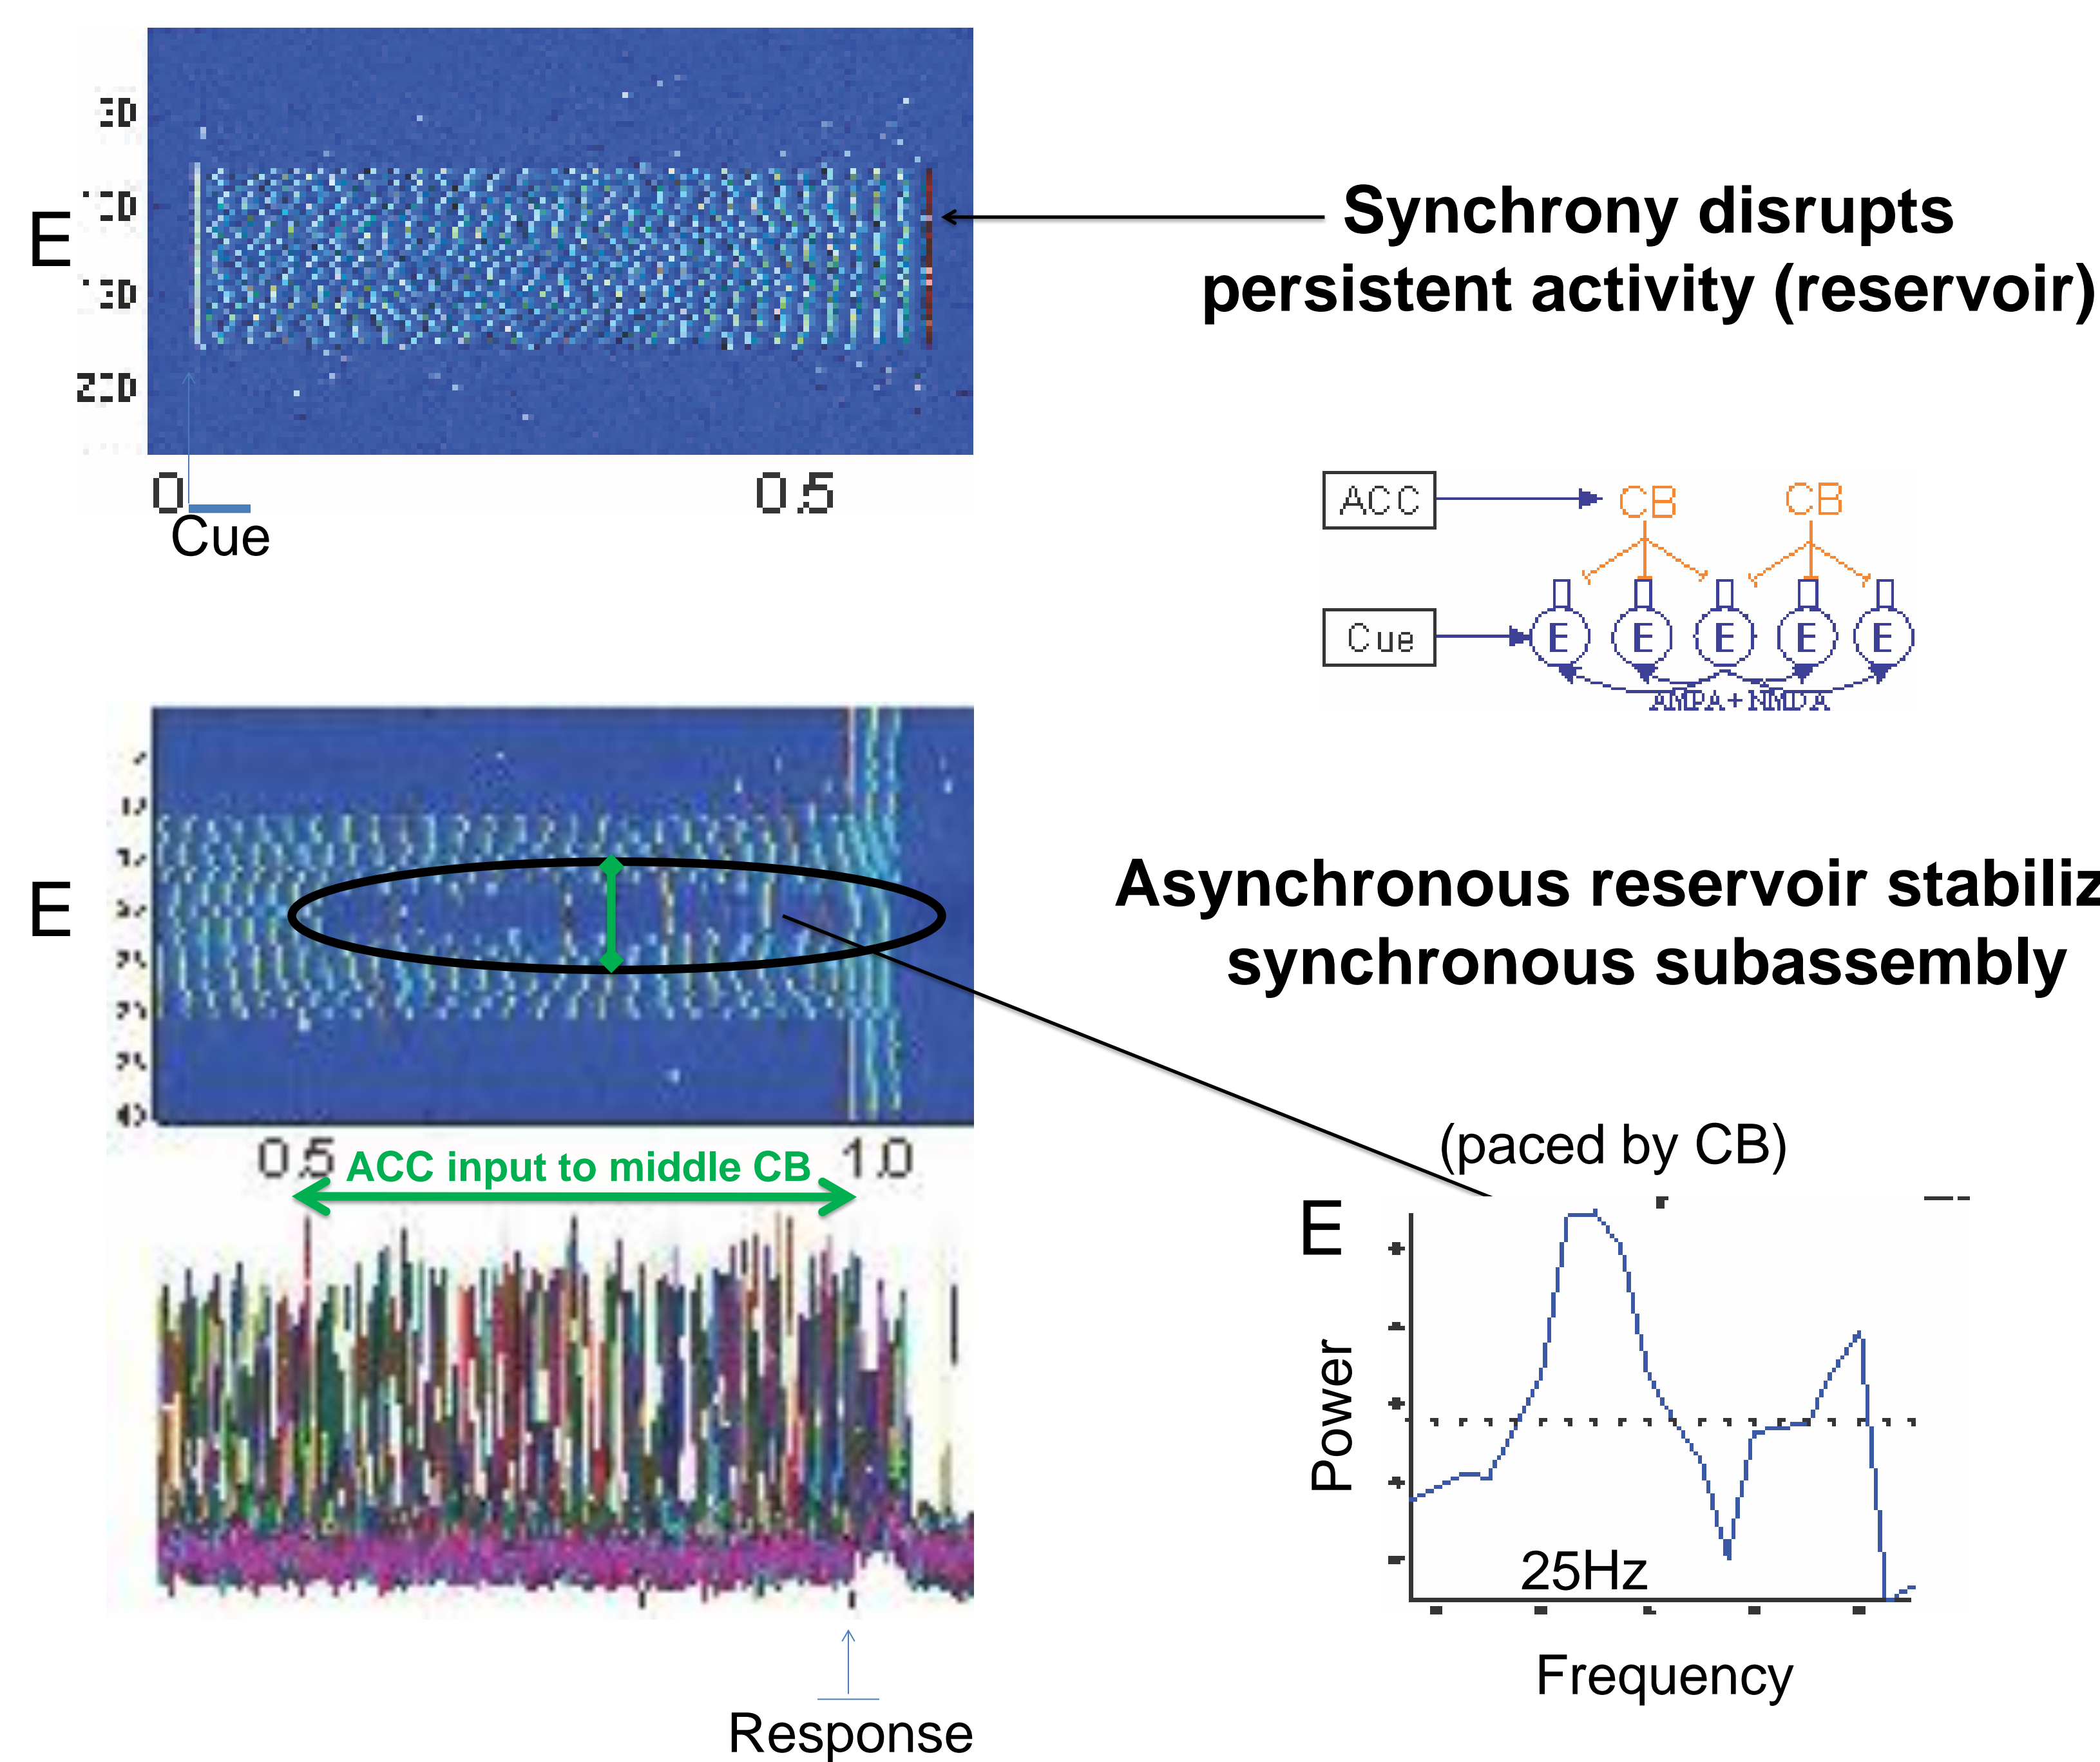 E
0
0.5
Cue
Synchrony disrupts
persistent activity (reservoir)
ACC
CB
CB
Cue
E
E
E
E
E
AMPA+NMDA
E
0.5
1.0
ACC input to middle CB
Response
Asynchronous reservoir
synchronous subassembly
(paced by CB)
E
Power
25Hz
Frequency